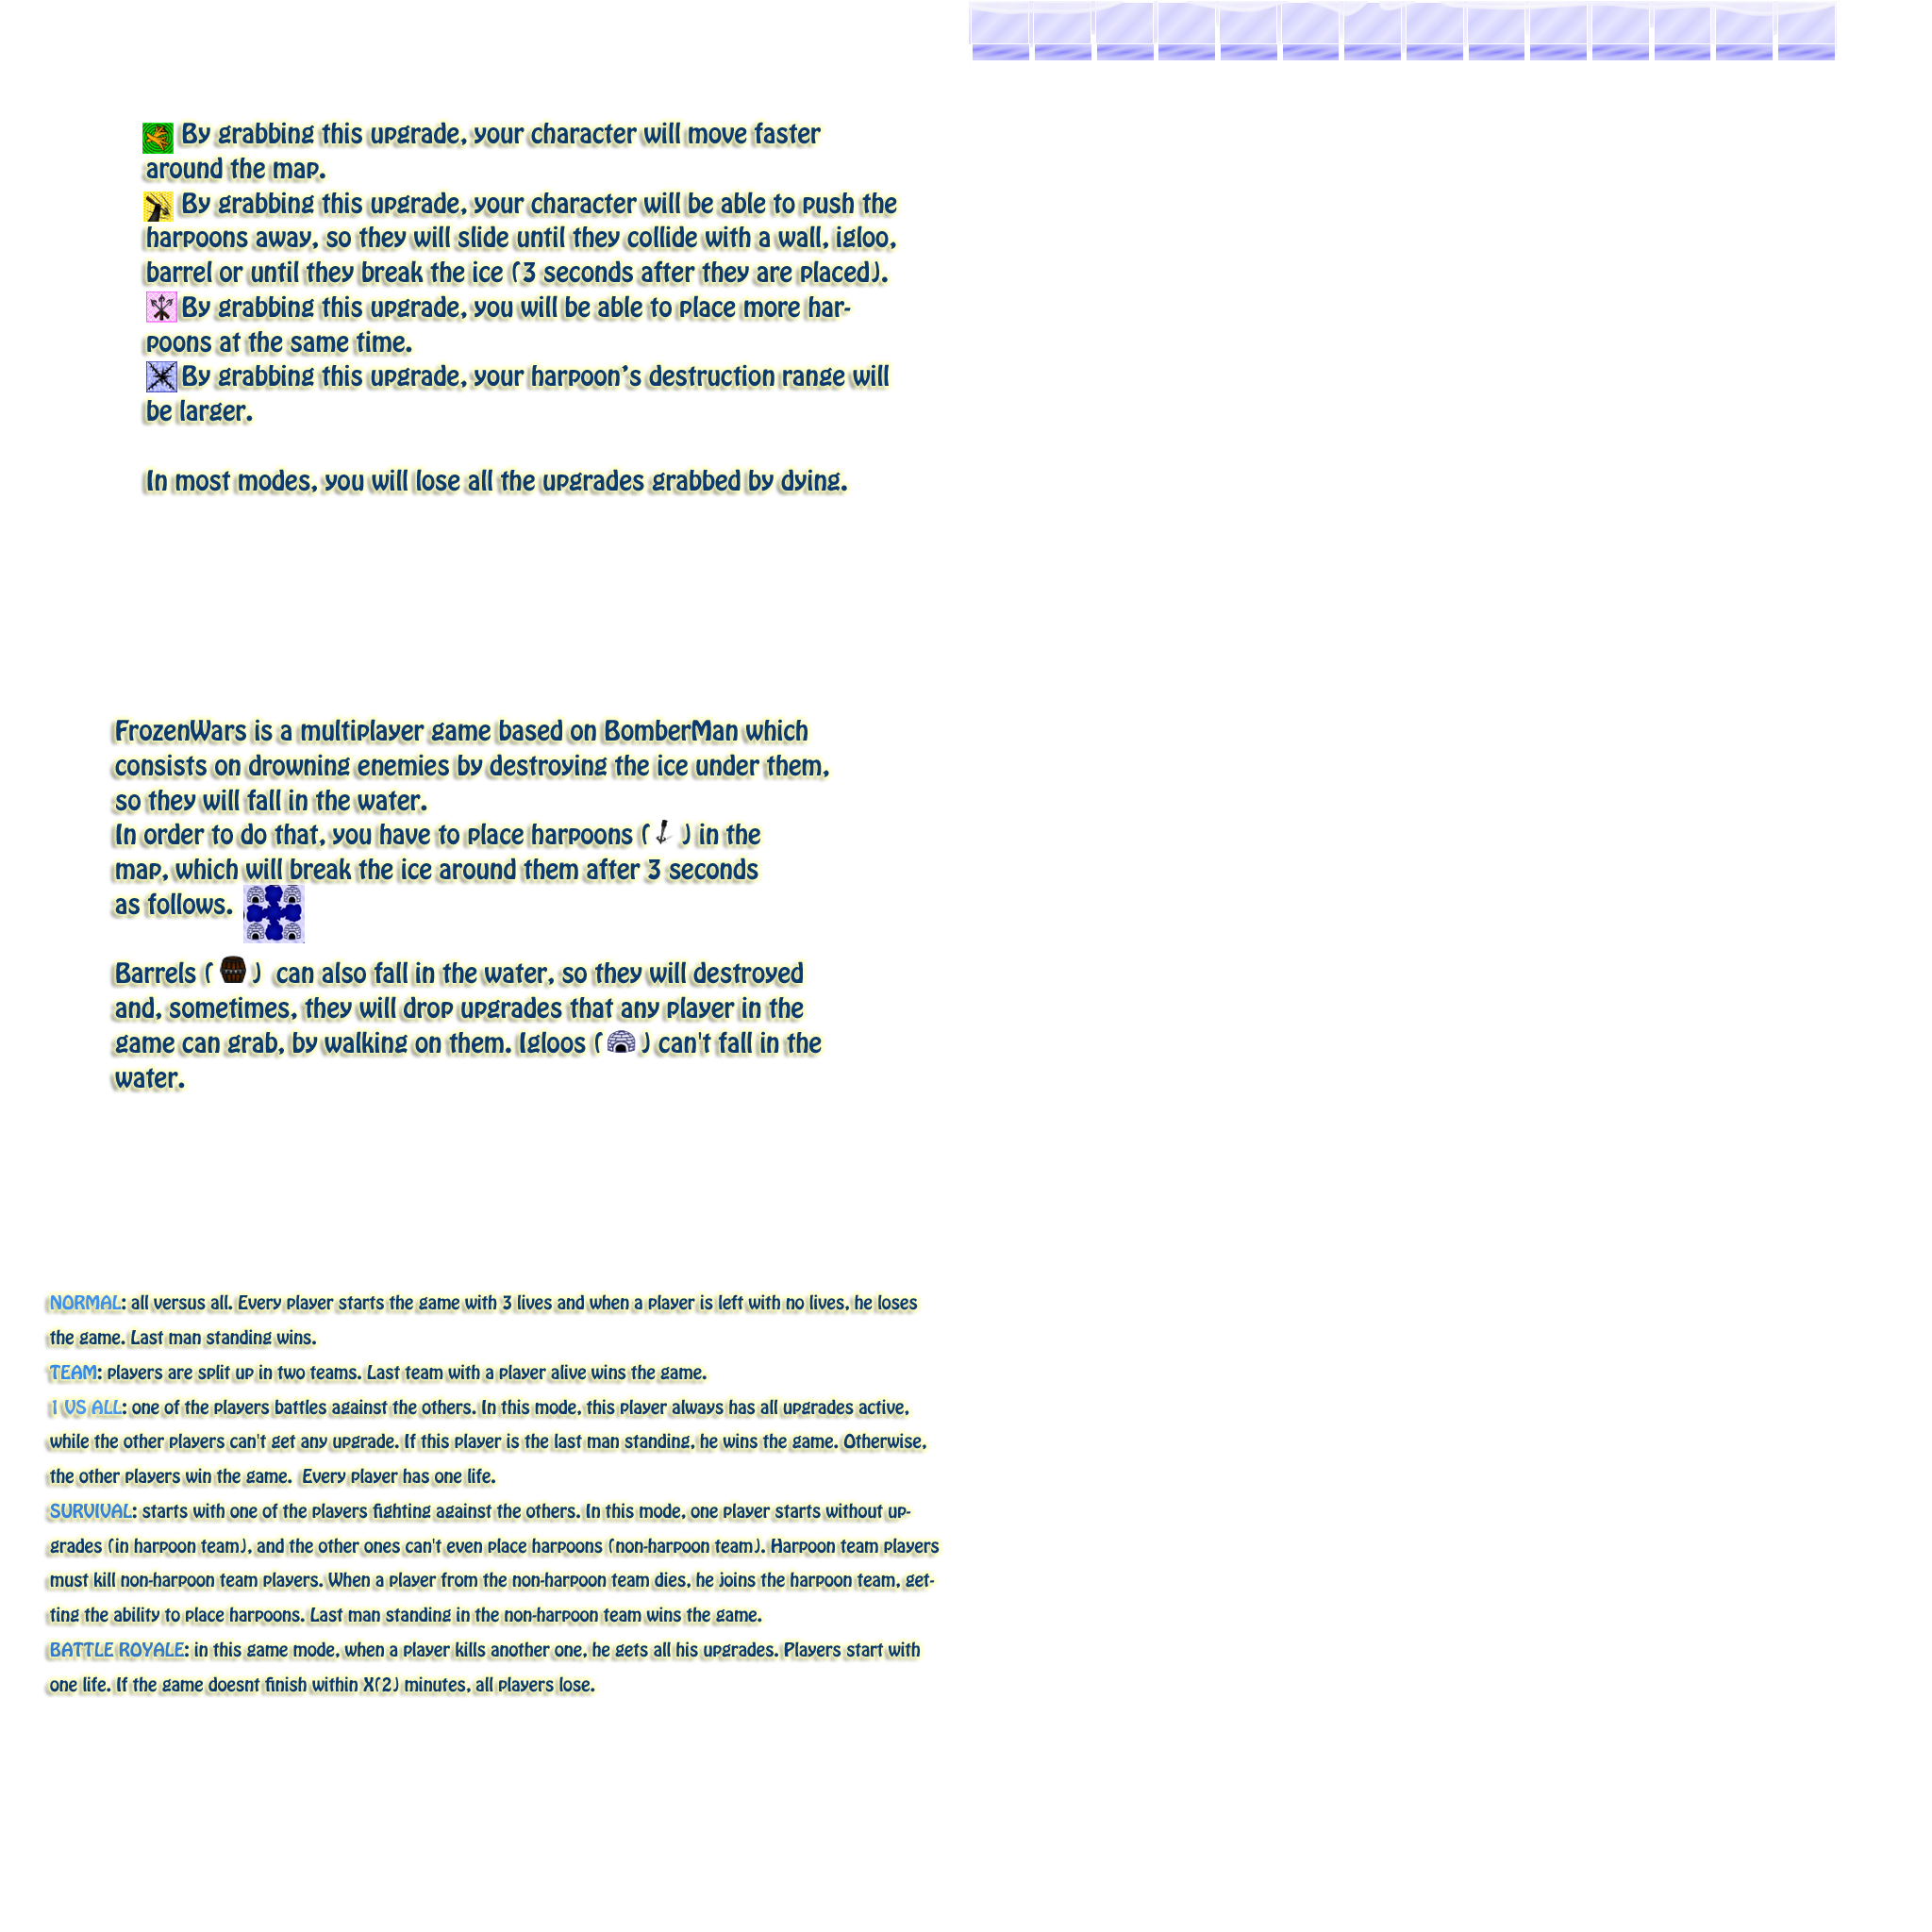 By grabbing this upgrade, your character will move faster
around the map.
By grabbing this upgrade, your character will be able to push the
harpoons away, so they will slide until they collide with a wall, igloo,
barrel or until they break the ice (3 seconds after they are placed).
By grabbing this upgrade, you will be able to place more har-
poons at the same time.
By grabbing this upgrade, your harpoon's destruction range will
be larger.
In most modes, you will lose all the upgrades grabbed by dying.
FrozenWars is a multiplayer game based on BomberMan which
consists on drowning enemies by destroying the ice under them,
so they will fall in the water.
In order to do that, you have to place harpoons ( ) in the
map, which will break the ice around them after 3 seconds
as follows.
Barrels ( ) can also fall in the water, so they will destroyed
and, sometimes, they will drop upgrades that any player in the
game can grab, by walking on them. Igloos ( ) can't fall in the
water.
NORMAL: all versus all. Every player starts the game with 3 lives and when a player is left with no lives, he loses
the game. Last man standing wins.
TEAM: players are split up in two teams. Last team with a player alive wins the game.
1 VS ALL: one of the players battles against the others. In this mode, this player always has all upgrades active,
while the other players can't get any upgrade. If this player is the last man standing, he wins the game. Otherwise,
the other players win the game. Every player has one life.
SURVIVAL: starts with one of the players fighting against the others. In this mode, one player starts without up-
grades (in harpoon team), and the other ones can't even place harpoons (non-harpoon team). Harpoon team players
must kill non-harpoon team players. When a player from the non-harpoon team dies, he joins the harpoon team, get-
ting the ability to place harpoons. Last man standing in the non-harpoon team wins the game.
BATTLE ROYALE: in this game mode, when a player kills another one, he gets all his upgrades. Players start with
one life. If the game doesnt finish within X(2) minutes, all players lose.